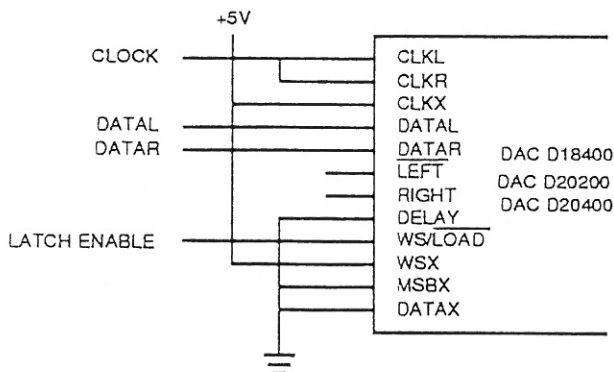 +5V
CLOCK
CLKL
CLKR
CLKX
DATAL
DATAL
DATAR
DATAR
LEFT
RIGHT
DAC D18400
DAC D20200
DAC D20400
DELAY
LATCH ENABLE
WS/LOAD
WSX
MSBX
DATAX